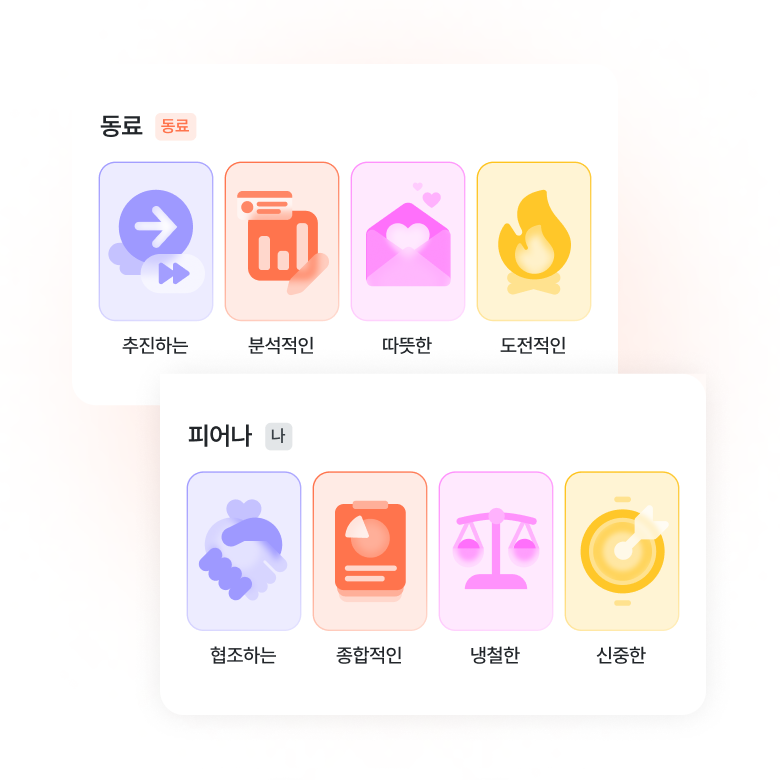 동료 동료
추진하는 분석적인 따뜻한 도전적인
피어나 나
협조하는 종합적인 냉철한 신중한